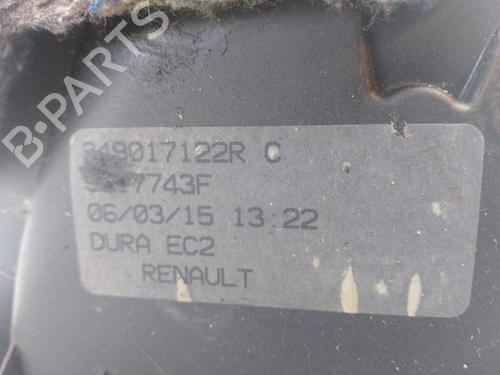 B-PARTS
349017122R C
06/03/15 13:22
DURA EC2
RENAULT